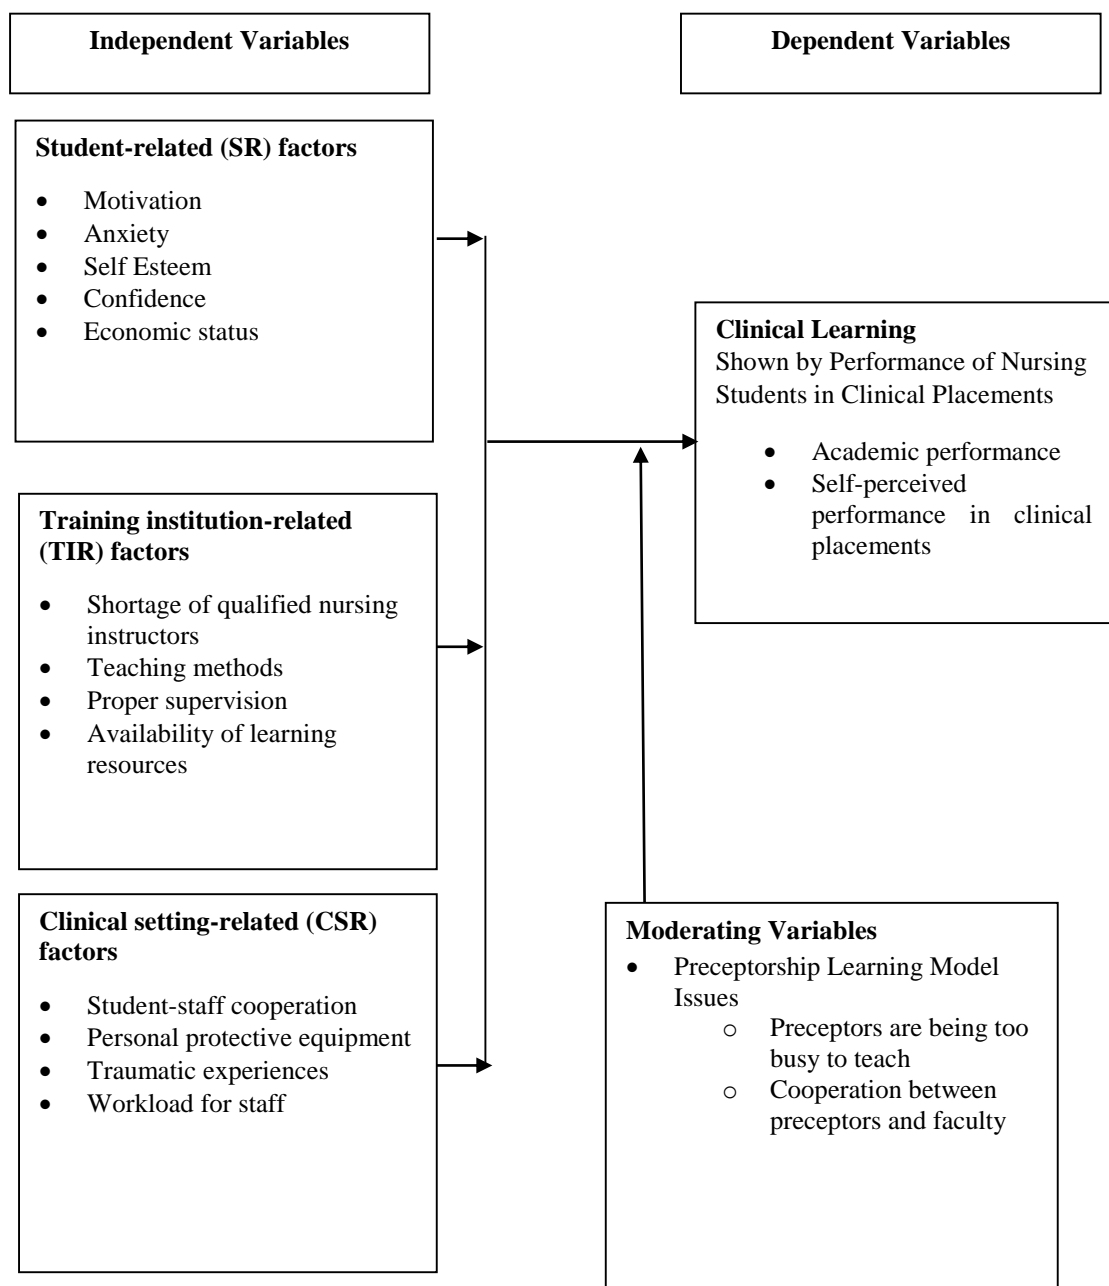 Independent Variables
Dependent Variables
Student-related (SR) factors
• Motivation
• Anxiety
• Self Esteem
• Confidence
• Economic status
Clinical Learning
Shown by Performance of Nursing
Students in Clinical Placements
• Academic performance
• Self-perceived
performance in clinical
placements
Training institution-related
(TIR) factors
• Shortage of qualified nursing
instructors
• Teaching methods
• Proper supervision
• Availability of learning
resources
Clinical setting-related (CSR)
factors
• Student-staff cooperation
• Personal protective equipment
• Traumatic experiences
• Workload for staff
Moderating Variables
• Preceptorship Learning Model
Issues
o Preceptors are being too
busy to teach
o Cooperation between
preceptors and faculty